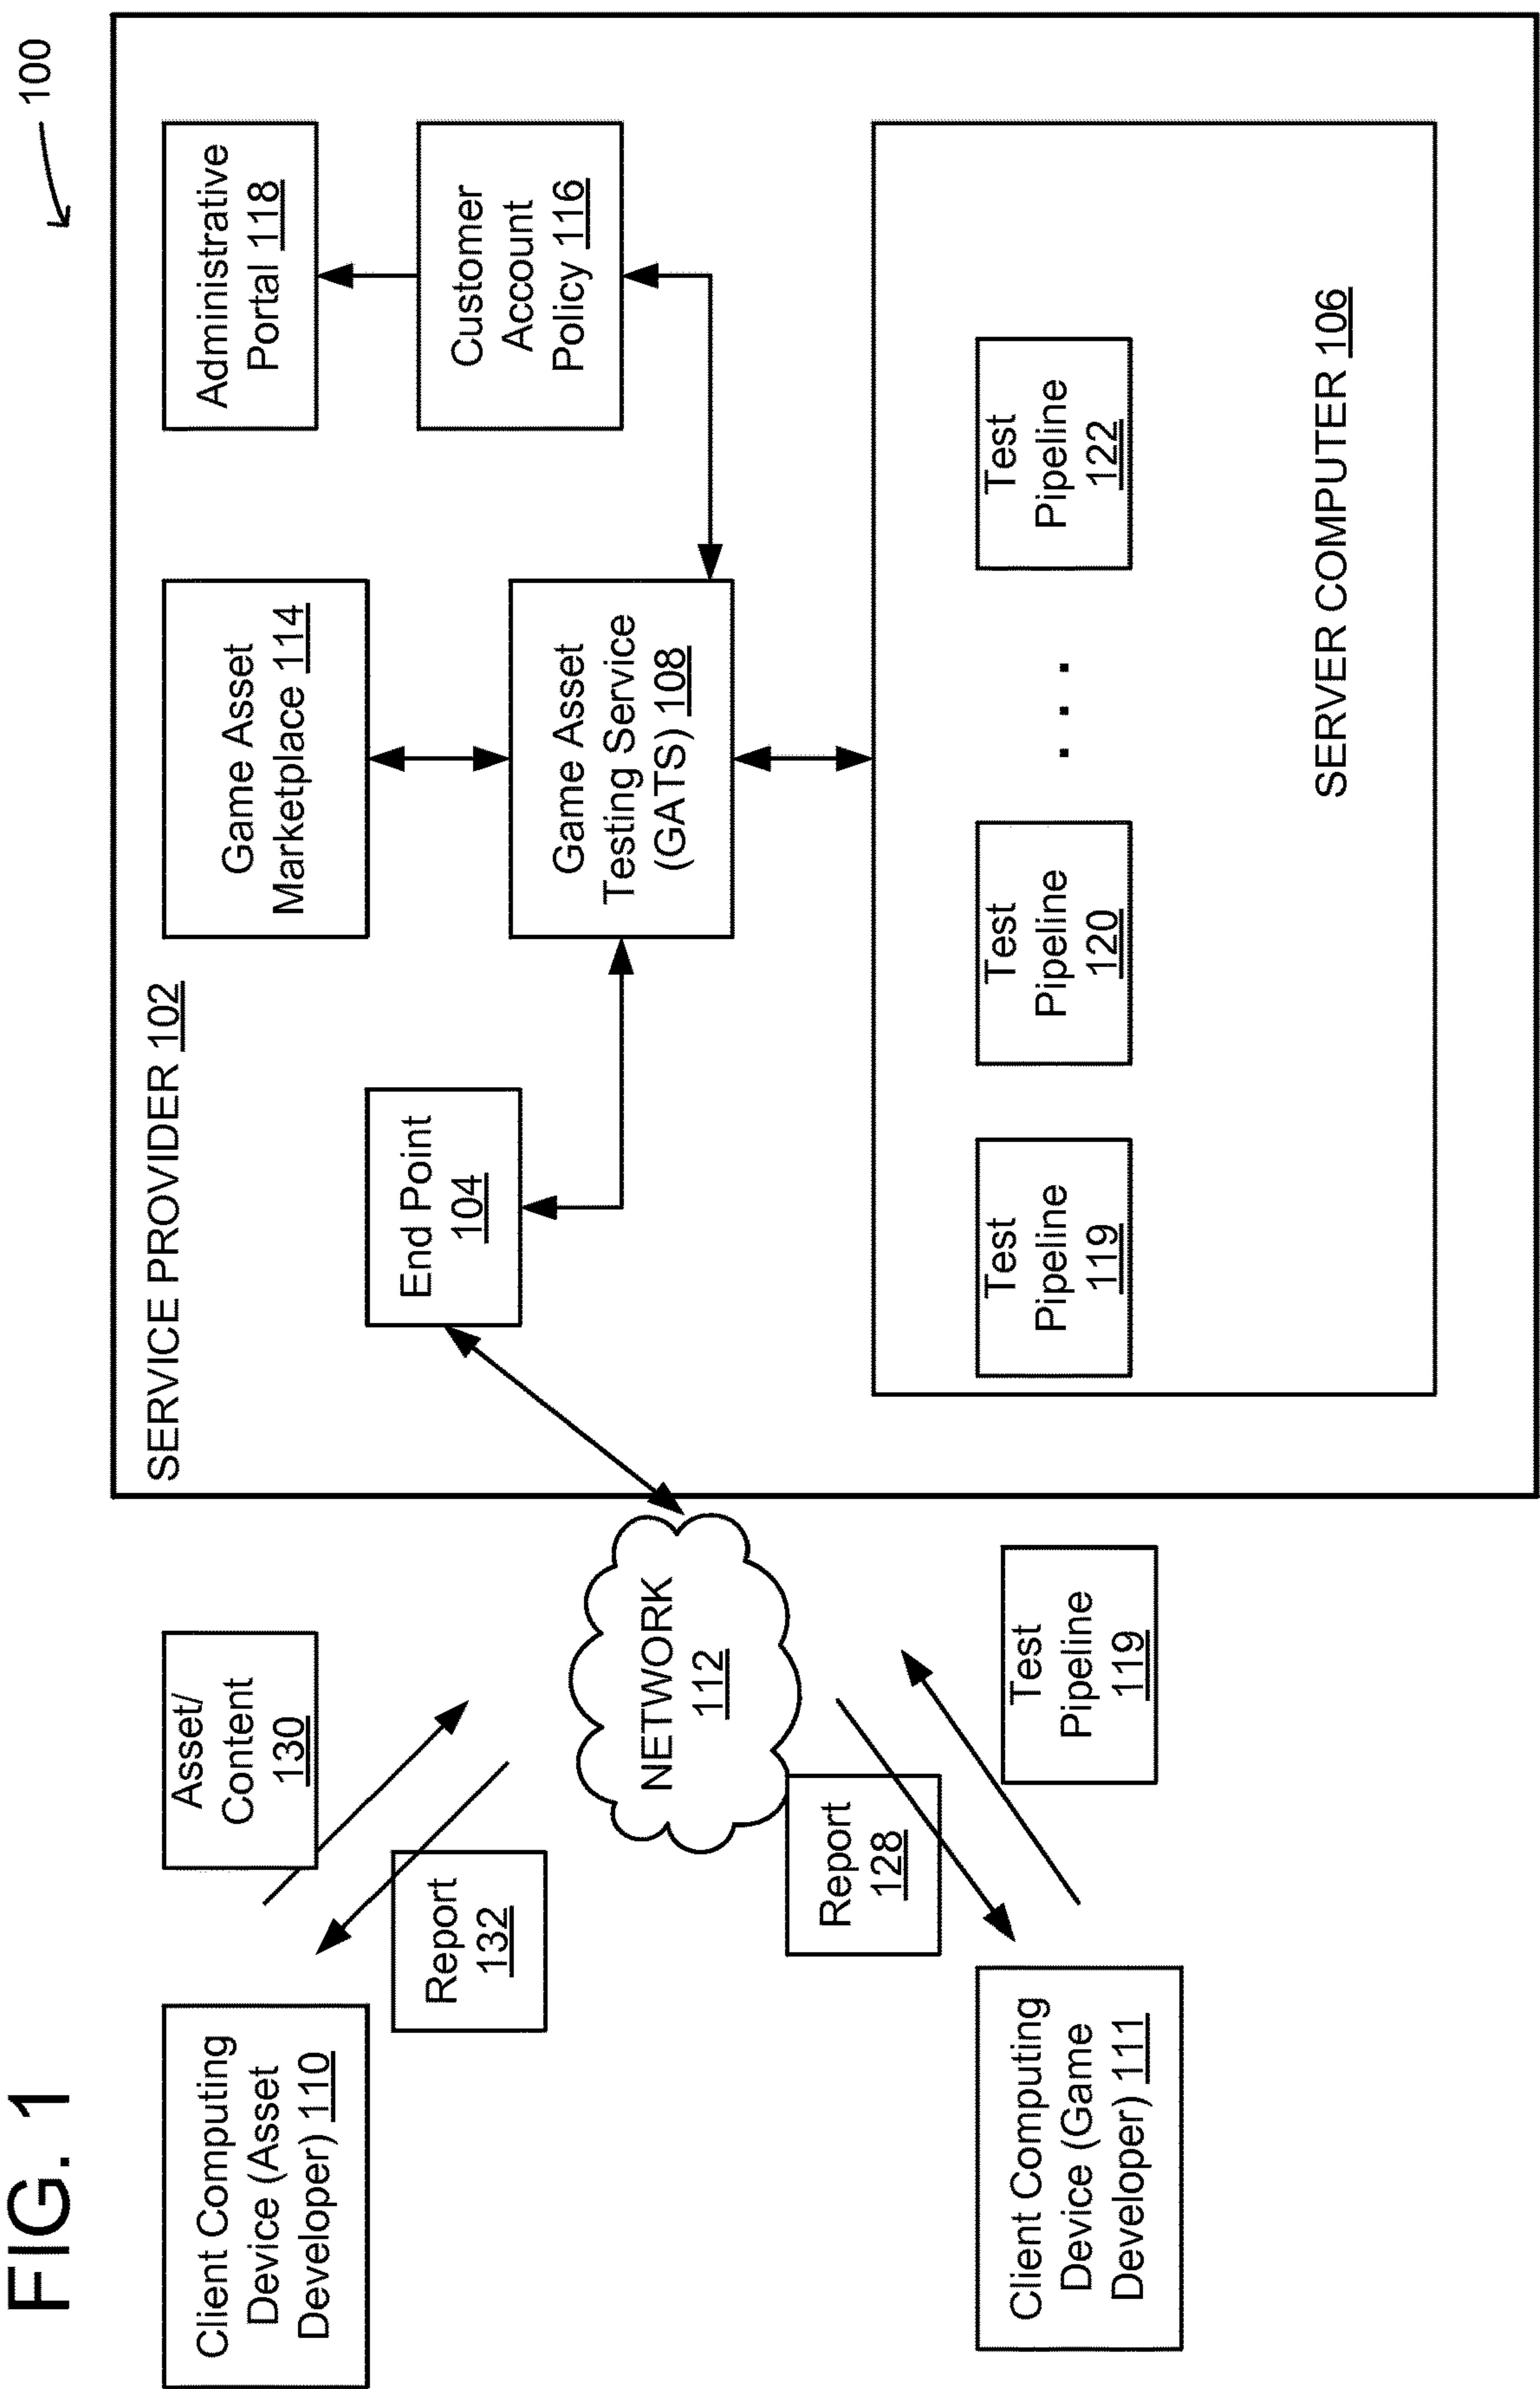 FIG. 1
100
Client Computing
Device (Asset
Developer) 110
Asset/
Content
130
Report
132
NETWORK
112
Report
128
Test
Pipeline
119
Client Computing
Device (Game
Developer) 111
SERVICE PROVIDER 102
End Point
104
Game Asset
Marketplace 114
Game Asset
Testing Service
(GATS) 108
Administrative
Portal 118
Customer
Account
Policy 116
Test
Pipeline
119
Test
Pipeline
120
. . .
Test
Pipeline
122
SERVER COMPUTER 106